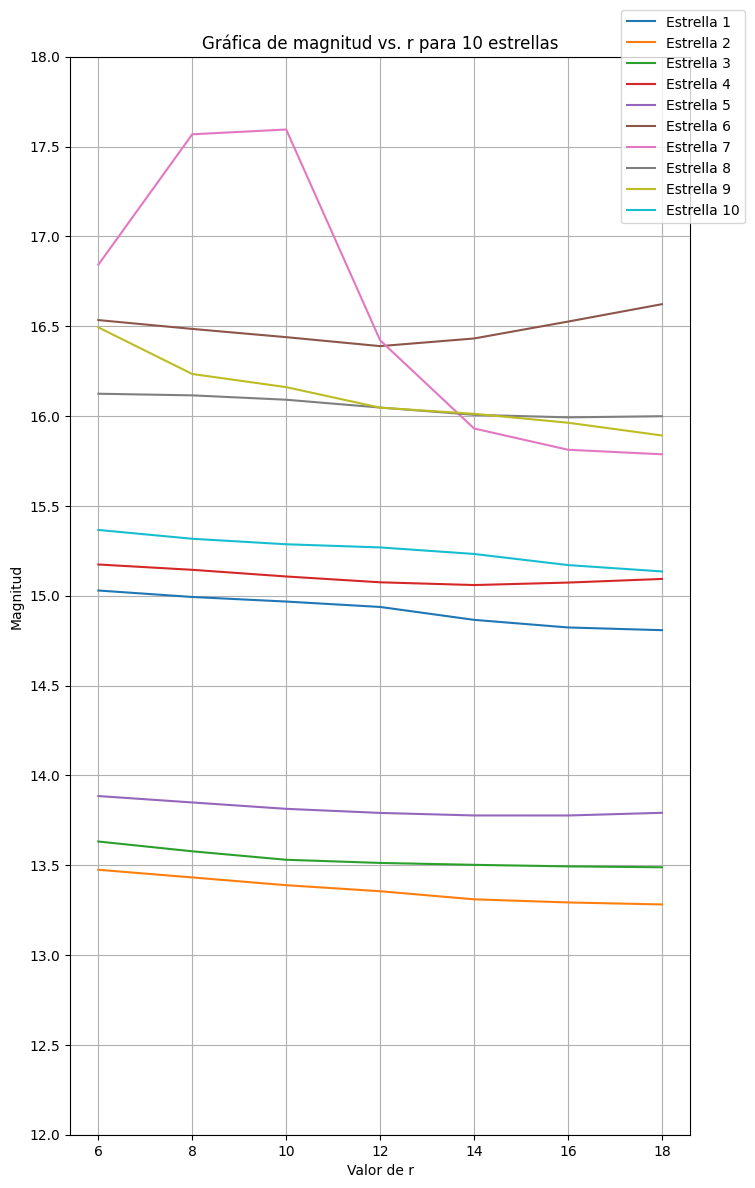 Gráfica de magnitud vs. r para 10 estrellas
Estrella 1
Estrella 2
Estrella 3
Estrella 4
Estrella 5
Estrella 6
Estrella 7
Estrella 8
Estrella 9
Estrella 10
18.0
17.5
17.0
16.5
16.0
15.5
15.0
14.5
14.0
13.5
13.0
12.5
12.0
Magnitud
6 8 10 12 14 16 18
Valor de r